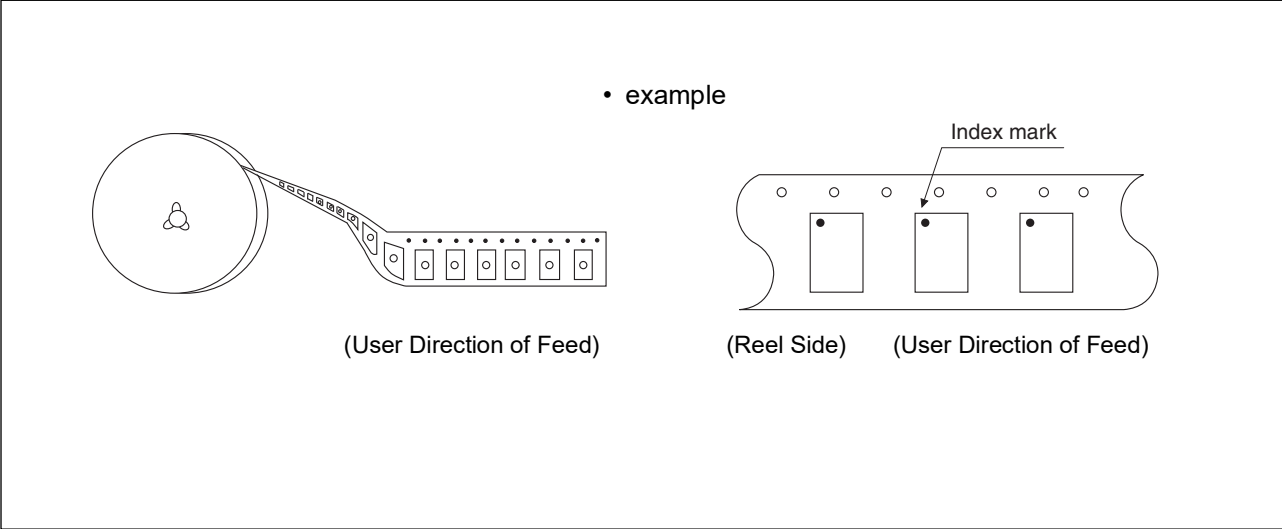 • example
Index mark
(User Direction of Feed)
(Reel Side)
(User Direction of Feed)